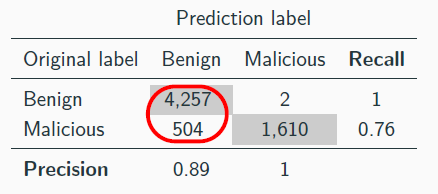 Prediction label
Original label Benign Malicious Recall
Benign 4,257 2 1
Malicious 504 1,610 0.76
Precision 0.89 1